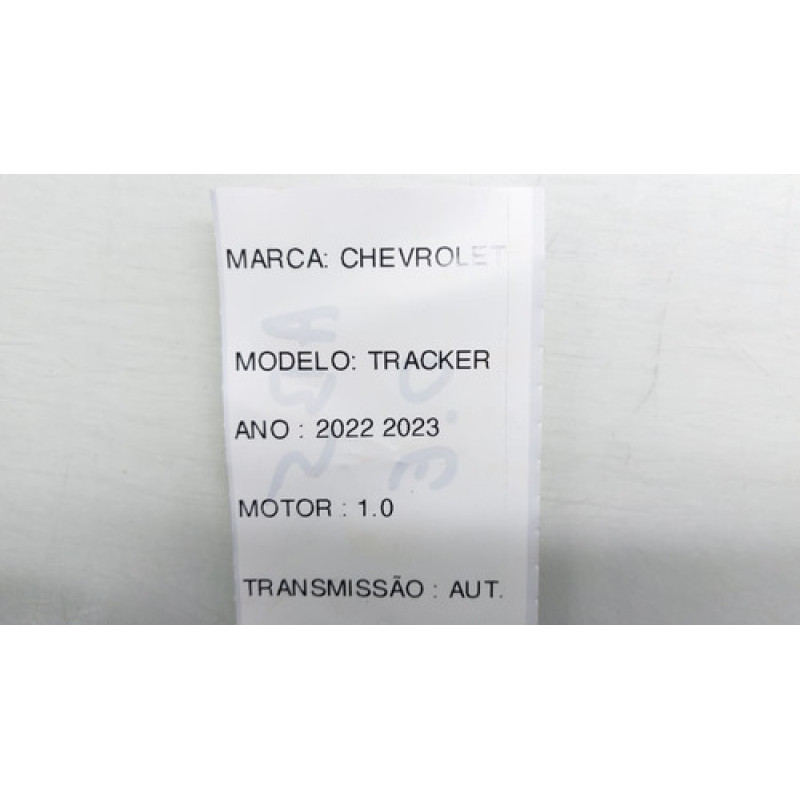 MARCA: CHEVROLET
MODELO: TRACKER
ANO : 2022 2023
MOTOR : 1.0
TRANSMISSÃO : AUT.